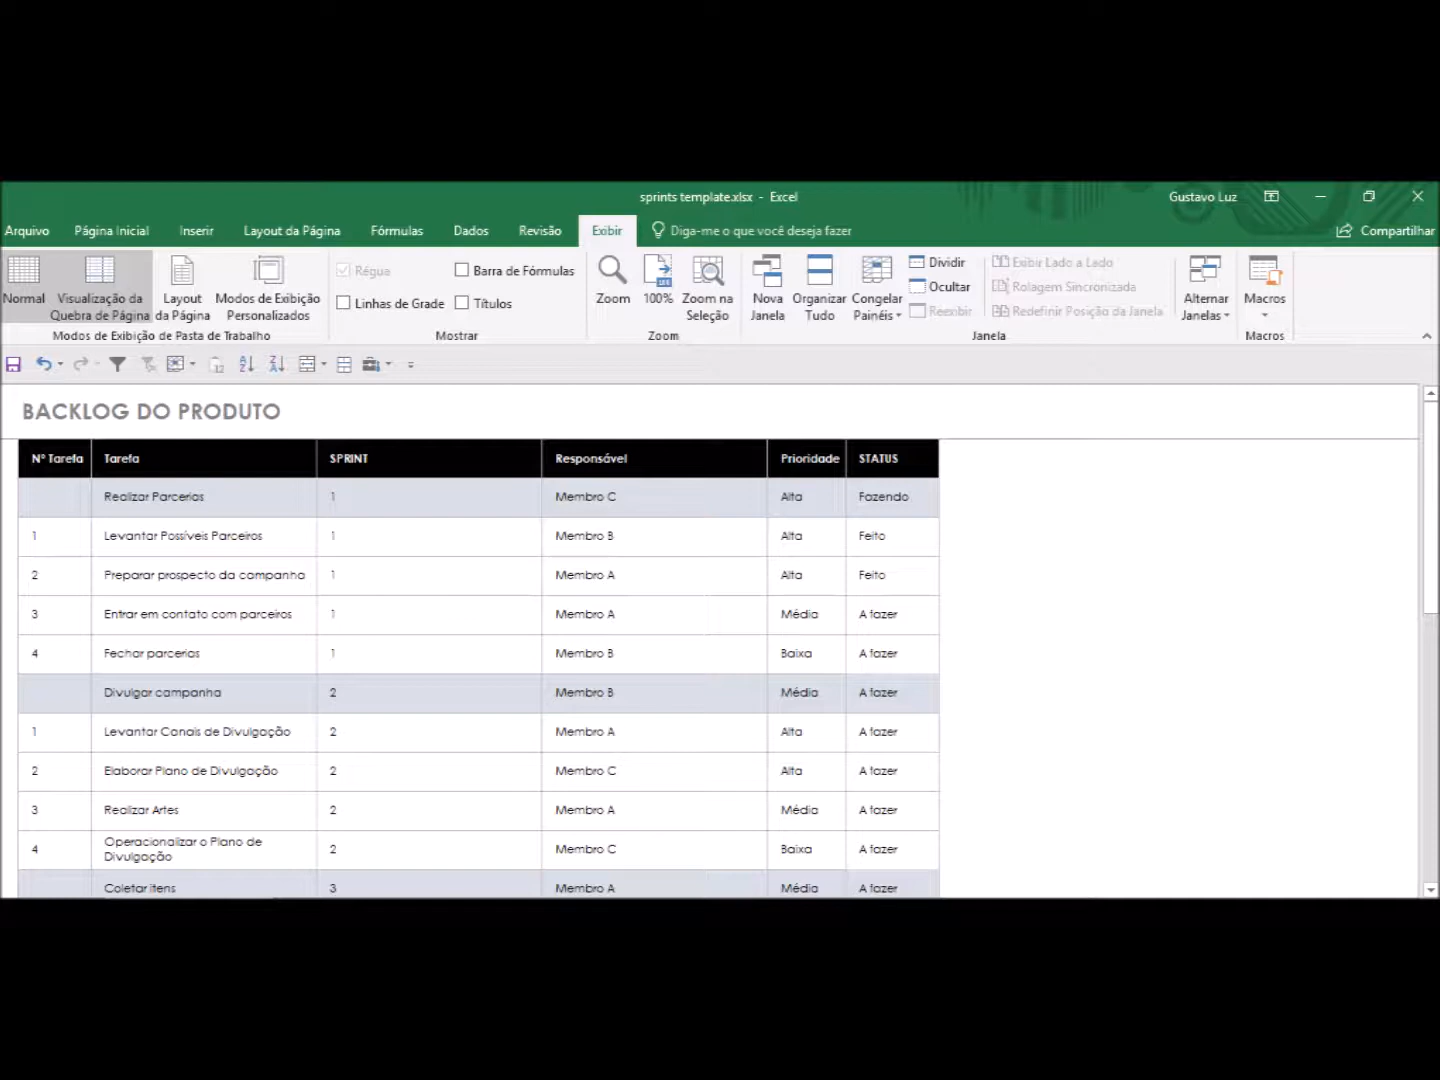 sprints template.xlsx - Excel
Gustavo Luz
Arquivo Página Inicial Inserir Layout da Página Fórmulas Dados Revisão Exibir Diga-me o que você deseja fazer Compartilhar
Normal
Visualização da
Quebra de Página
Layout
da Página
Modos de Exibição
Personalizados
Modos de Exibição de Pasta de Trabalho
Régua
Barra de Fórmulas
Linhas de Grade
Títulos
Mostrar
Zoom
100%
Zoom na
Seleção
Zoom
Nova
Janela
Organizar
Tudo
Congelar
Painéis
Dividir
Ocultar
Reexibir
Exibir Lado a Lado
Rolagem Sincronizada
Redefinir Posição da Janela
Alternar
Janelas
Janela
Macros
Macros
BACKLOG DO PRODUTO
Nº Tarefa Tarefa SPRINT Responsável Prioridade STATUS
Realizar Parcerias 1 Membro C Alta Fazendo
1 Levantar Possíveis Parceiros 1 Membro B Alta Feito
2 Preparar prospecto da campanha 1 Membro A Alta Feito
3 Entrar em contato com parceiros 1 Membro A Média A fazer
4 Fechar parcerias 1 Membro B Baixa A fazer
Divulgar campanha 2 Membro B Média A fazer
1 Levantar Canais de Divulgação 2 Membro A Alta A fazer
2 Elaborar Plano de Divulgação 2 Membro C Alta A fazer
3 Realizar Artes 2 Membro A Média A fazer
4 Operacionalizar o Plano de
Divulgação 2 Membro C Baixa A fazer
Coletar itens 3 Membro A Média A fazer